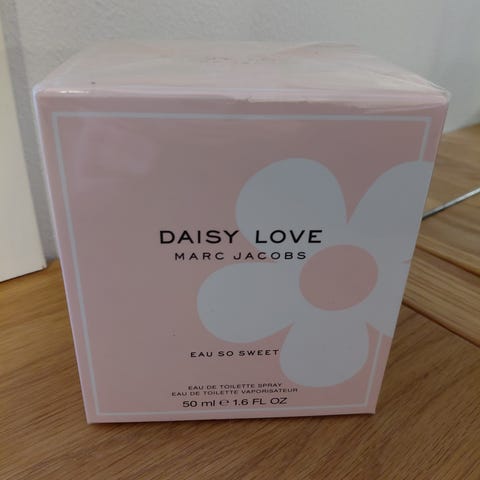 DAISY LOVE
MARC JACOBS
EAU SO SWEET
EAU DE TOILETTE SPRAY
EAU DE TOILETTE VAPORISATEUR
50 ml ℮ 1.6 FL OZ